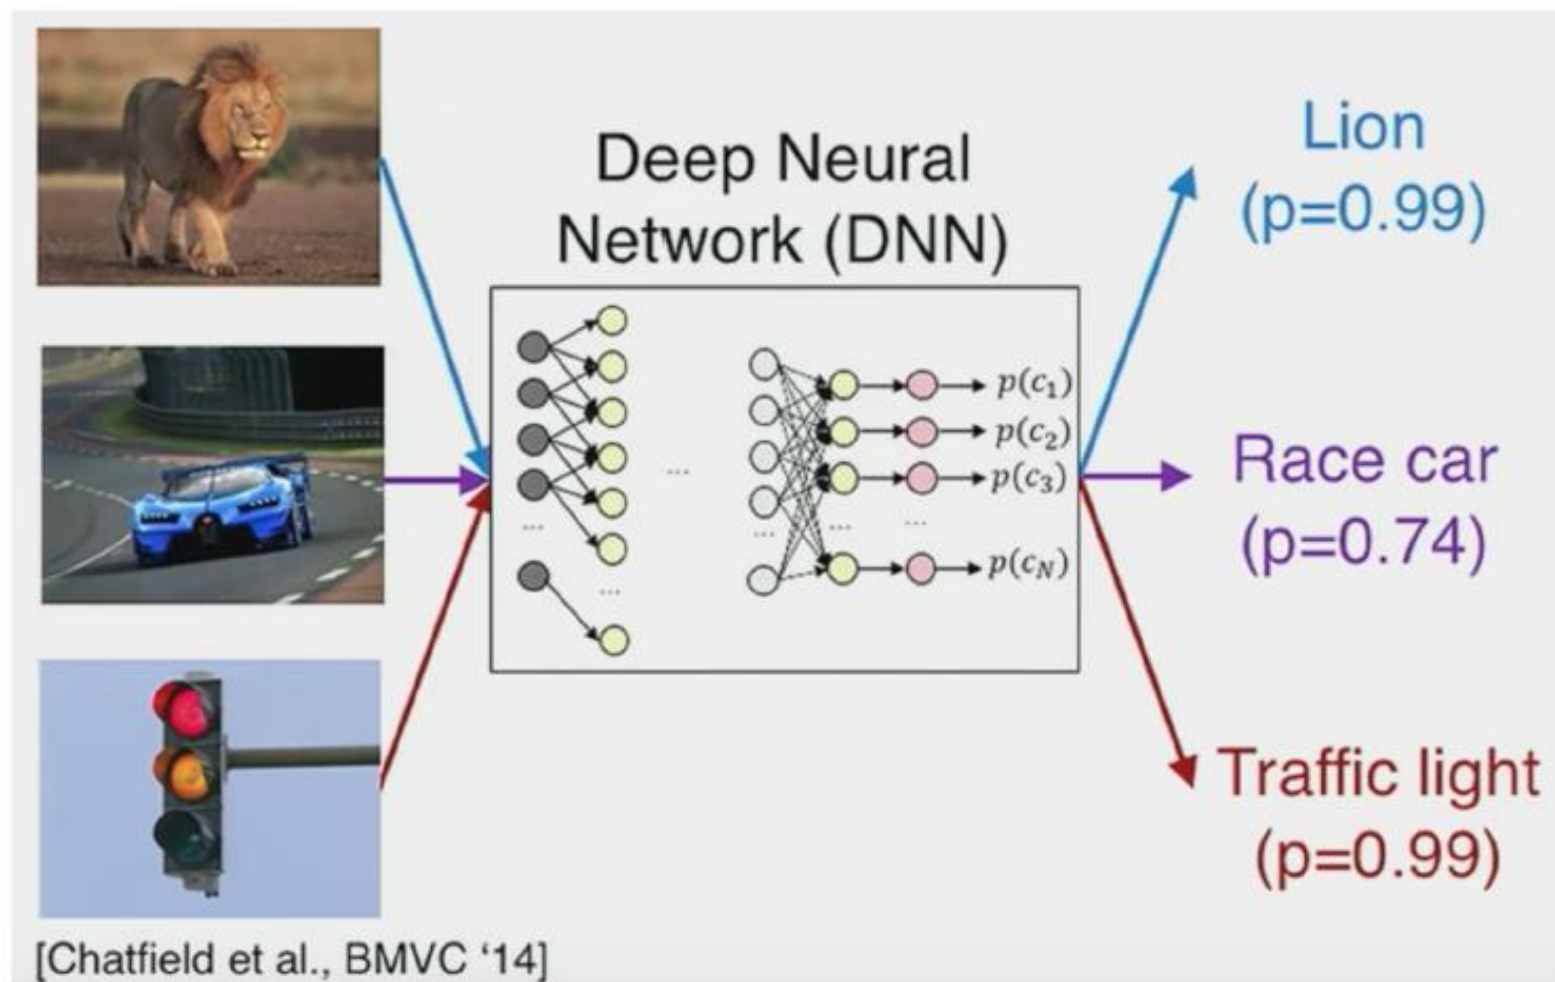 Deep Neural
Network (DNN)
...
...
...
...
...
...
p(c₁)
p(c₂)
p(c₃)
p(c_N)
Lion
(p=0.99)
Race car
(p=0.74)
Traffic light
(p=0.99)
[Chatfield et al., BMVC ‘14]